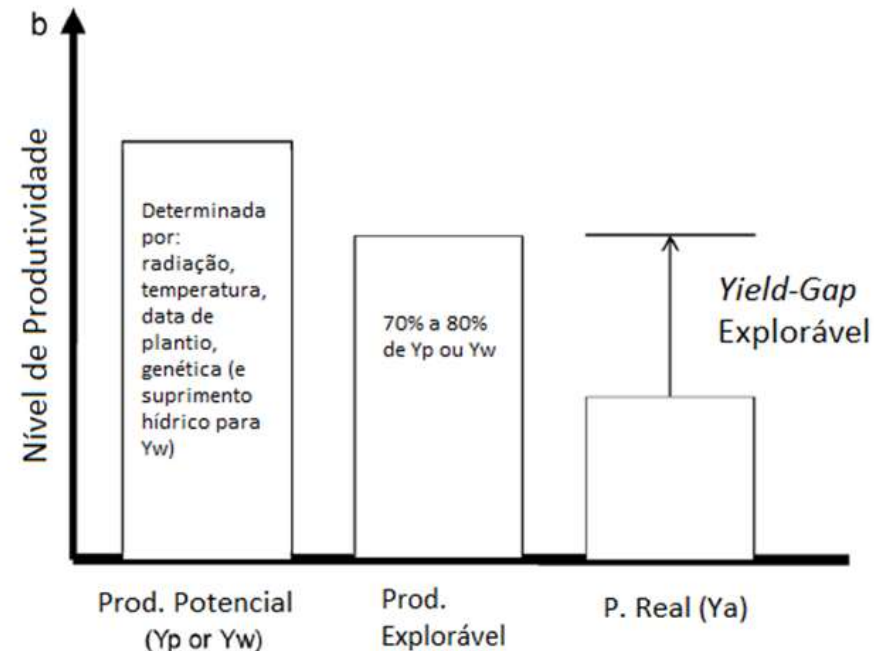 b
Nível de Produtividade
Determinada
por:
radiação,
temperatura,
data de
plantio,
genética (e
suprimento
hídrico para
Yw)
70% a 80%
de Yp ou Yw
Yield-Gap
Explorável
Prod. Potencial
(Yp or Yw)
Prod.
Explorável
P. Real (Ya)